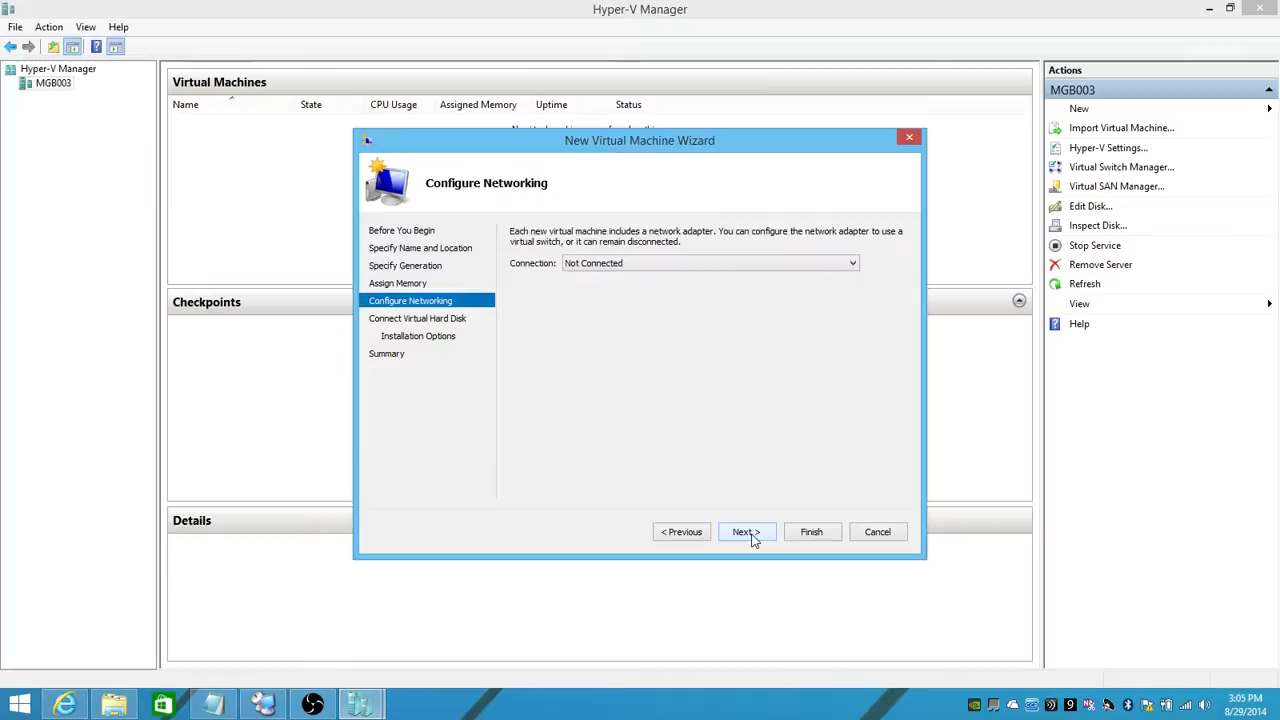 Hyper-V Manager
File Action View Help
Hyper-V Manager
MGB003
Virtual Machines
Name State CPU Usage Assigned Memory Uptime Status
New Virtual Machine Wizard
Configure Networking
Before You Begin
Specify Name and Location
Specify Generation
Assign Memory
Configure Networking
Connect Virtual Hard Disk
Installation Options
Summary
Each new virtual machine includes a network adapter. You can configure the network adapter to use a
virtual switch, or it can remain disconnected.
Connection: Not Connected
< Previous Next > Finish Cancel
Checkpoints
Details
Actions
MGB003
New
Import Virtual Machine...
Hyper-V Settings...
Virtual Switch Manager...
Virtual SAN Manager...
Edit Disk...
Inspect Disk...
Stop Service
Remove Server
Refresh
View
Help
3:05 PM
8/29/2014